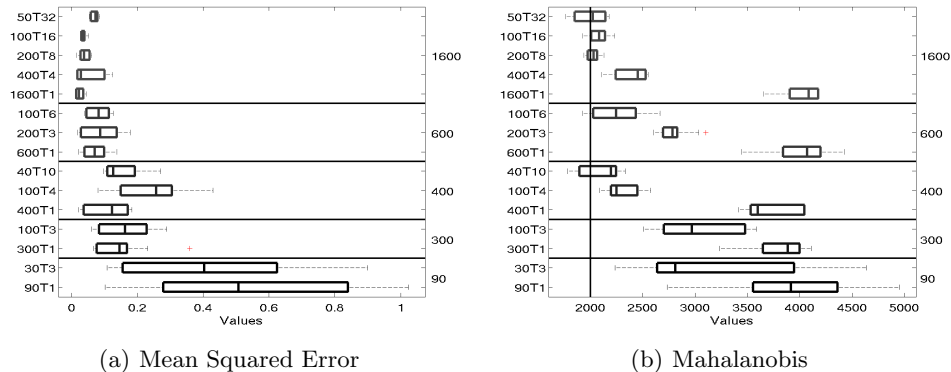 50T32
100T16
200T8
400T4
1600T1
100T6
200T3
600T1
40T10
100T4
400T1
100T3
300T1
30T3
90T1
1600
600
400
300
90
0 0.2 0.4 0.6 0.8 1
Values
(a) Mean Squared Error
50T32
100T16
200T8
400T4
1600T1
100T6
200T3
600T1
40T10
100T4
400T1
100T3
300T1
30T3
90T1
1600
600
400
300
90
2000 2500 3000 3500 4000 4500 5000
Values
(b) Mahalanobis